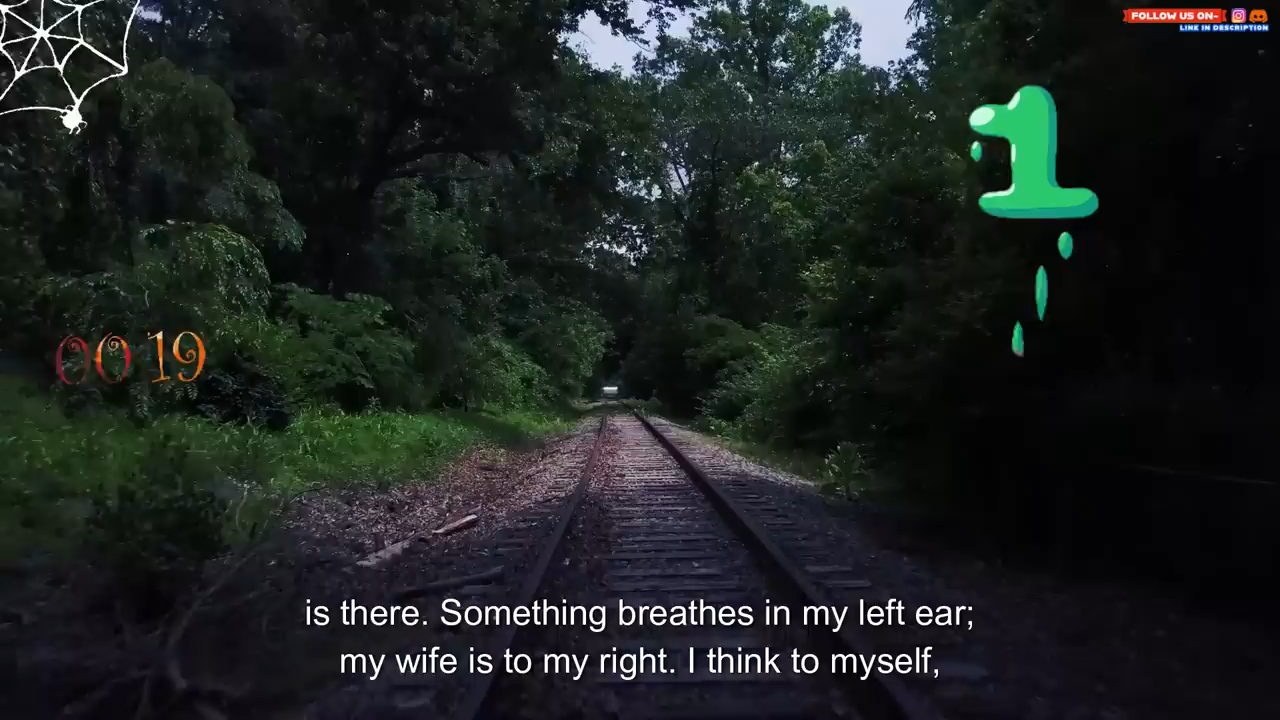 FOLLOW US ON-
LINK IN DESCRIPTION
1
00 19
is there. Something breathes in my left ear;
my wife is to my right. I think to myself,